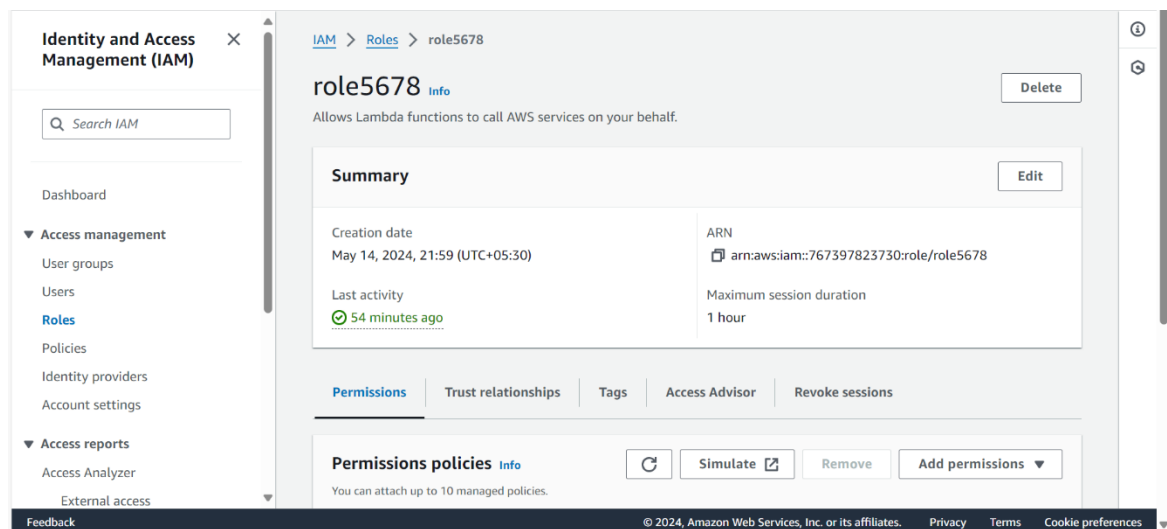 Identity and Access
Management (IAM)
Search IAM
Dashboard
Access management
User groups
Users
Roles
Policies
Identity providers
Account settings
Access reports
Access Analyzer
External access
IAM > Roles > role5678
role5678 Info
Delete
Allows Lambda functions to call AWS services on your behalf.
Summary
Edit
Creation date
May 14, 2024, 21:59 (UTC+05:30)
ARN
arn:aws:iam::767397823730:role/role5678
Last activity
54 minutes ago
Maximum session duration
1 hour
Permissions
Trust relationships
Tags
Access Advisor
Revoke sessions
Permissions policies Info
Simulate
Remove
Add permissions
You can attach up to 10 managed policies.
Feedback
© 2024, Amazon Web Services, Inc. or its affiliates.
Privacy
Terms
Cookie preferences